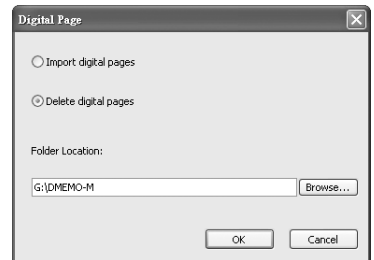 Digital Page
Import digital pages
Delete digital pages
Folder Location:
G:\DMEMO-M
Browse...
OK
Cancel